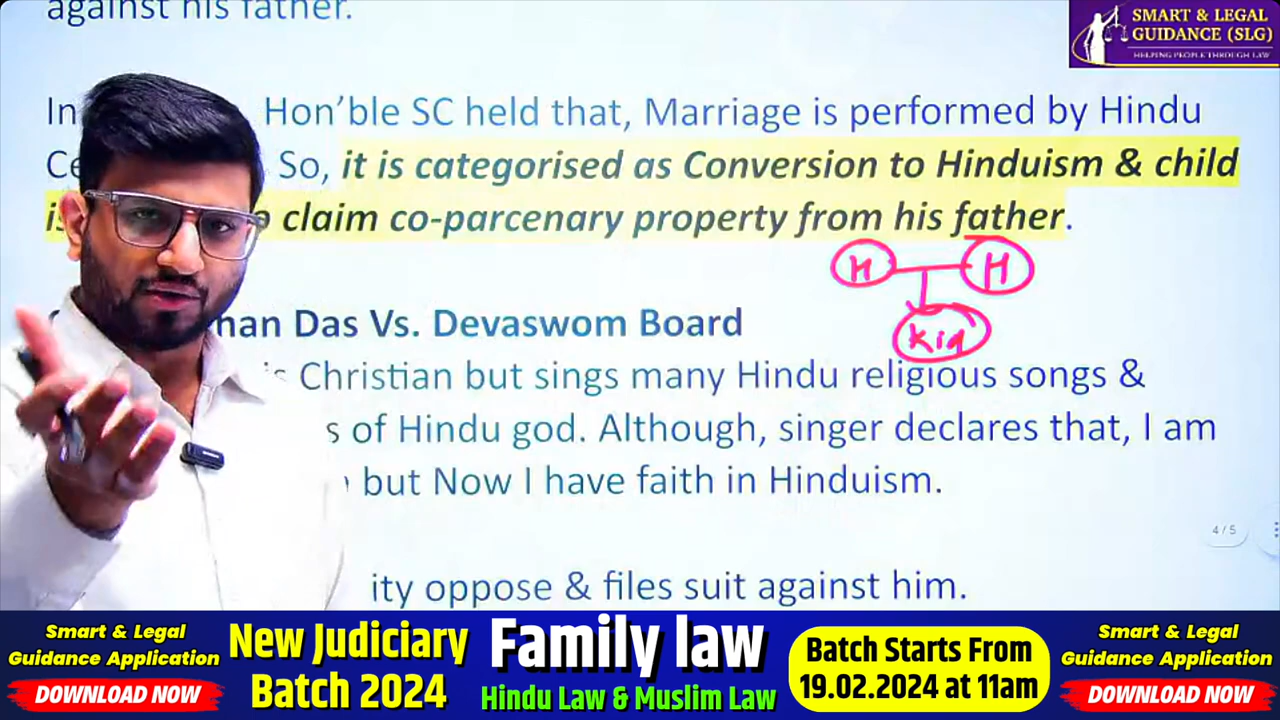 against his father.
SMART & LEGAL
GUIDANCE (SLG)
HELPING PEOPLE THROUGH LAW
In Hon'ble SC held that, Marriage is performed by Hindu
Ce So, it is categorised as Conversion to Hinduism & child
is claim co-parcenary property from his father.
H H
Kid
han Das Vs. Devaswom Board
is Christian but sings many Hindu religious songs &
s of Hindu god. Although, singer declares that, I am
but Now I have faith in Hinduism.
4 / 5
ity oppose & files suit against him.
Smart & Legal
Guidance Application
DOWNLOAD NOW
New Judiciary
Batch 2024
Family law
Hindu Law & Muslim Law
Batch Starts From
19.02.2024 at 11am
Smart & Legal
Guidance Application
DOWNLOAD NOW